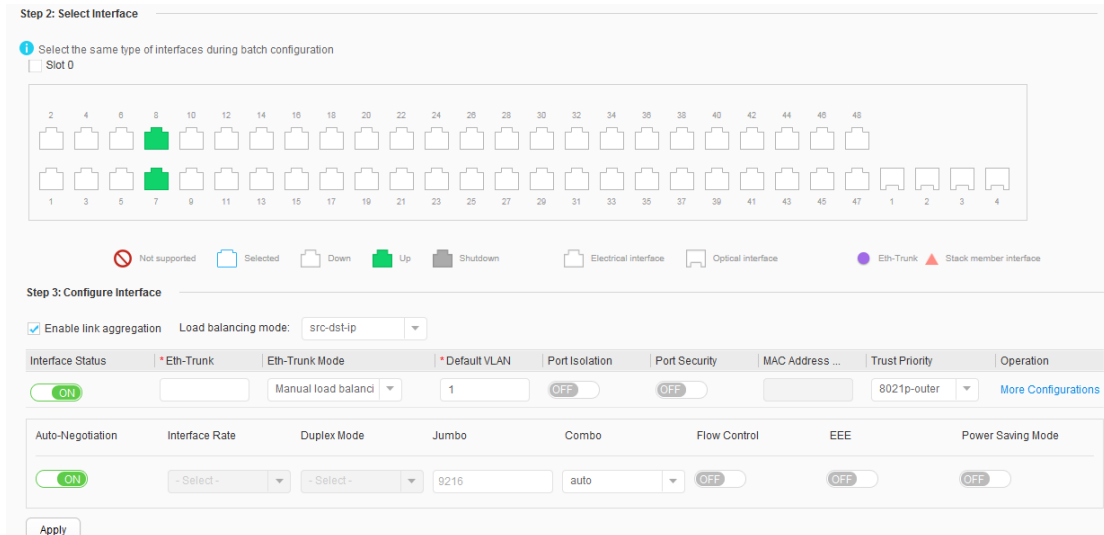 Step 2: Select Interface
Select the same type of interfaces during batch configuration
Slot 0
2 4 6 8 10 12 14 16 18 20 22 24 26 28 30 32 34 36 38 40 42 44 46 48
1 3 5 7 9 11 13 15 17 19 21 23 25 27 29 31 33 35 37 39 41 43 45 47 1 2 3 4
Not supported Selected Down Up Shutdown Electrical interface Optical interface Eth-Trunk Stack member interface
Step 3: Configure Interface
Enable link aggregation Load balancing mode: src-dst-ip
Interface Status *Eth-Trunk Eth-Trunk Mode *Default VLAN Port Isolation Port Security MAC Address ... Trust Priority Operation
ON Manual load balanci 1 OFF OFF 8021p-outer More Configurations
Auto-Negotiation Interface Rate Duplex Mode Jumbo Combo Flow Control EEE Power Saving Mode
ON - Select - - Select - 9216 auto OFF OFF OFF
Apply